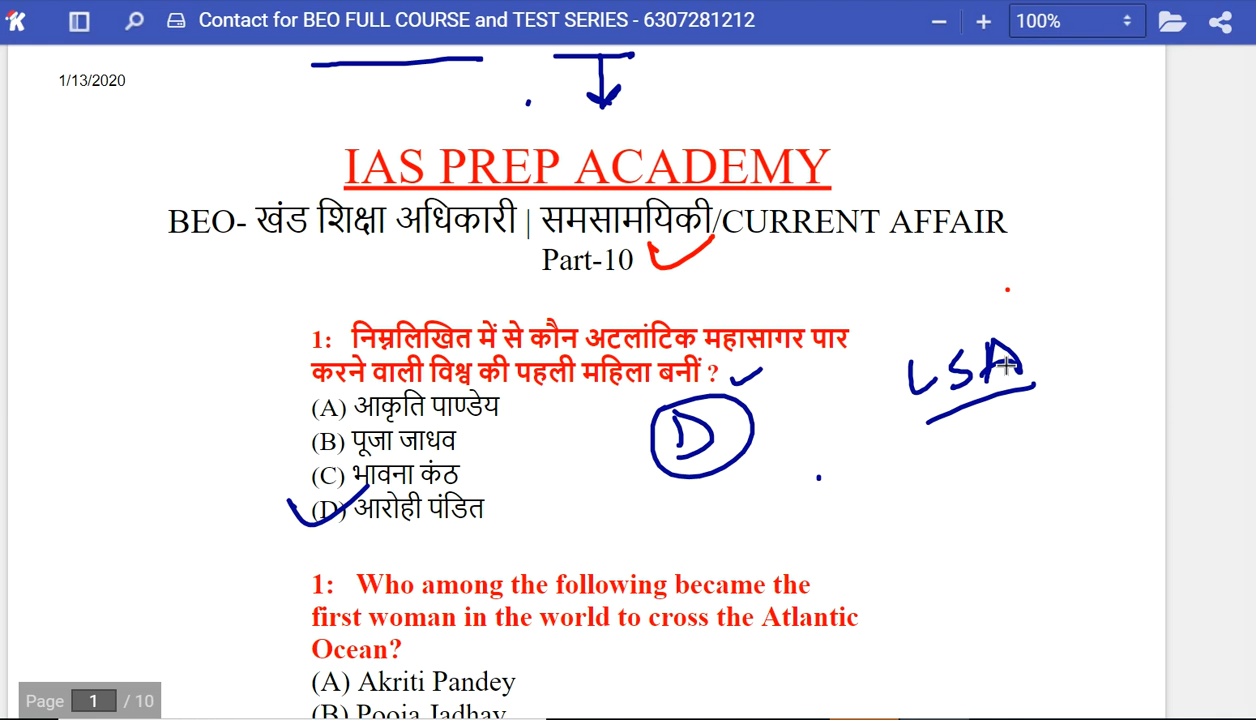 Contact for BEO FULL COURSE and TEST SERIES - 6307281212
100%
1/13/2020
IAS PREP ACADEMY
BEO- खंड शिक्षा अधिकारी | समसामयिकी/CURRENT AFFAIR
Part-10
1: निम्नलिखित में से कौन अटलांटिक महासागर पार
करने वाली विश्व की पहली महिला बनीं ?
(A) आकृति पाण्डेय
(B) पूजा जाधव
(C) भावना कंठ
(D) आरोही पंडित
D
USA
1: Who among the following became the
first woman in the world to cross the Atlantic
Ocean?
(A) Akriti Pandey
(B) Pooja Jadhav
Page 1 / 10